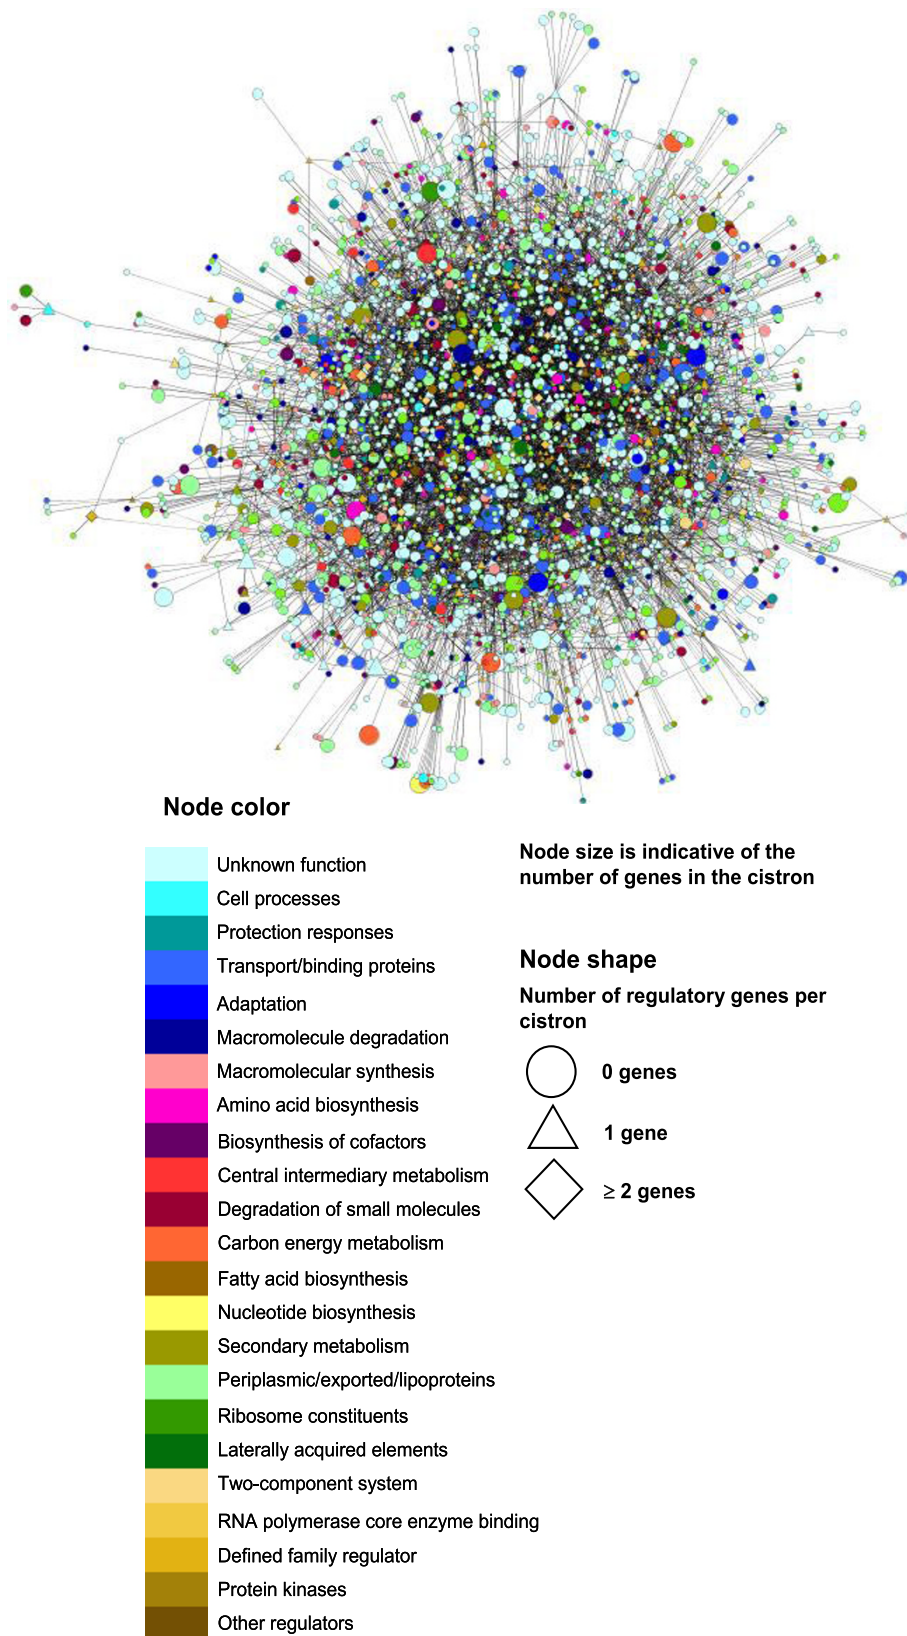 Node color
Unknown function
Cell processes
Protection responses
Transport/binding proteins
Adaptation
Macromolecule degradation
Macromolecular synthesis
Amino acid biosynthesis
Biosynthesis of cofactors
Central intermediary metabolism
Degradation of small molecules
Carbon energy metabolism
Fatty acid biosynthesis
Nucleotide biosynthesis
Secondary metabolism
Periplasmic/exported/lipoproteins
Ribosome constituents
Laterally acquired elements
Two-component system
RNA polymerase core enzyme binding
Defined family regulator
Protein kinases
Other regulators
Node size is indicative of the
number of genes in the cistron
Node shape
Number of regulatory genes per
cistron
0 genes
1 gene
≥ 2 genes